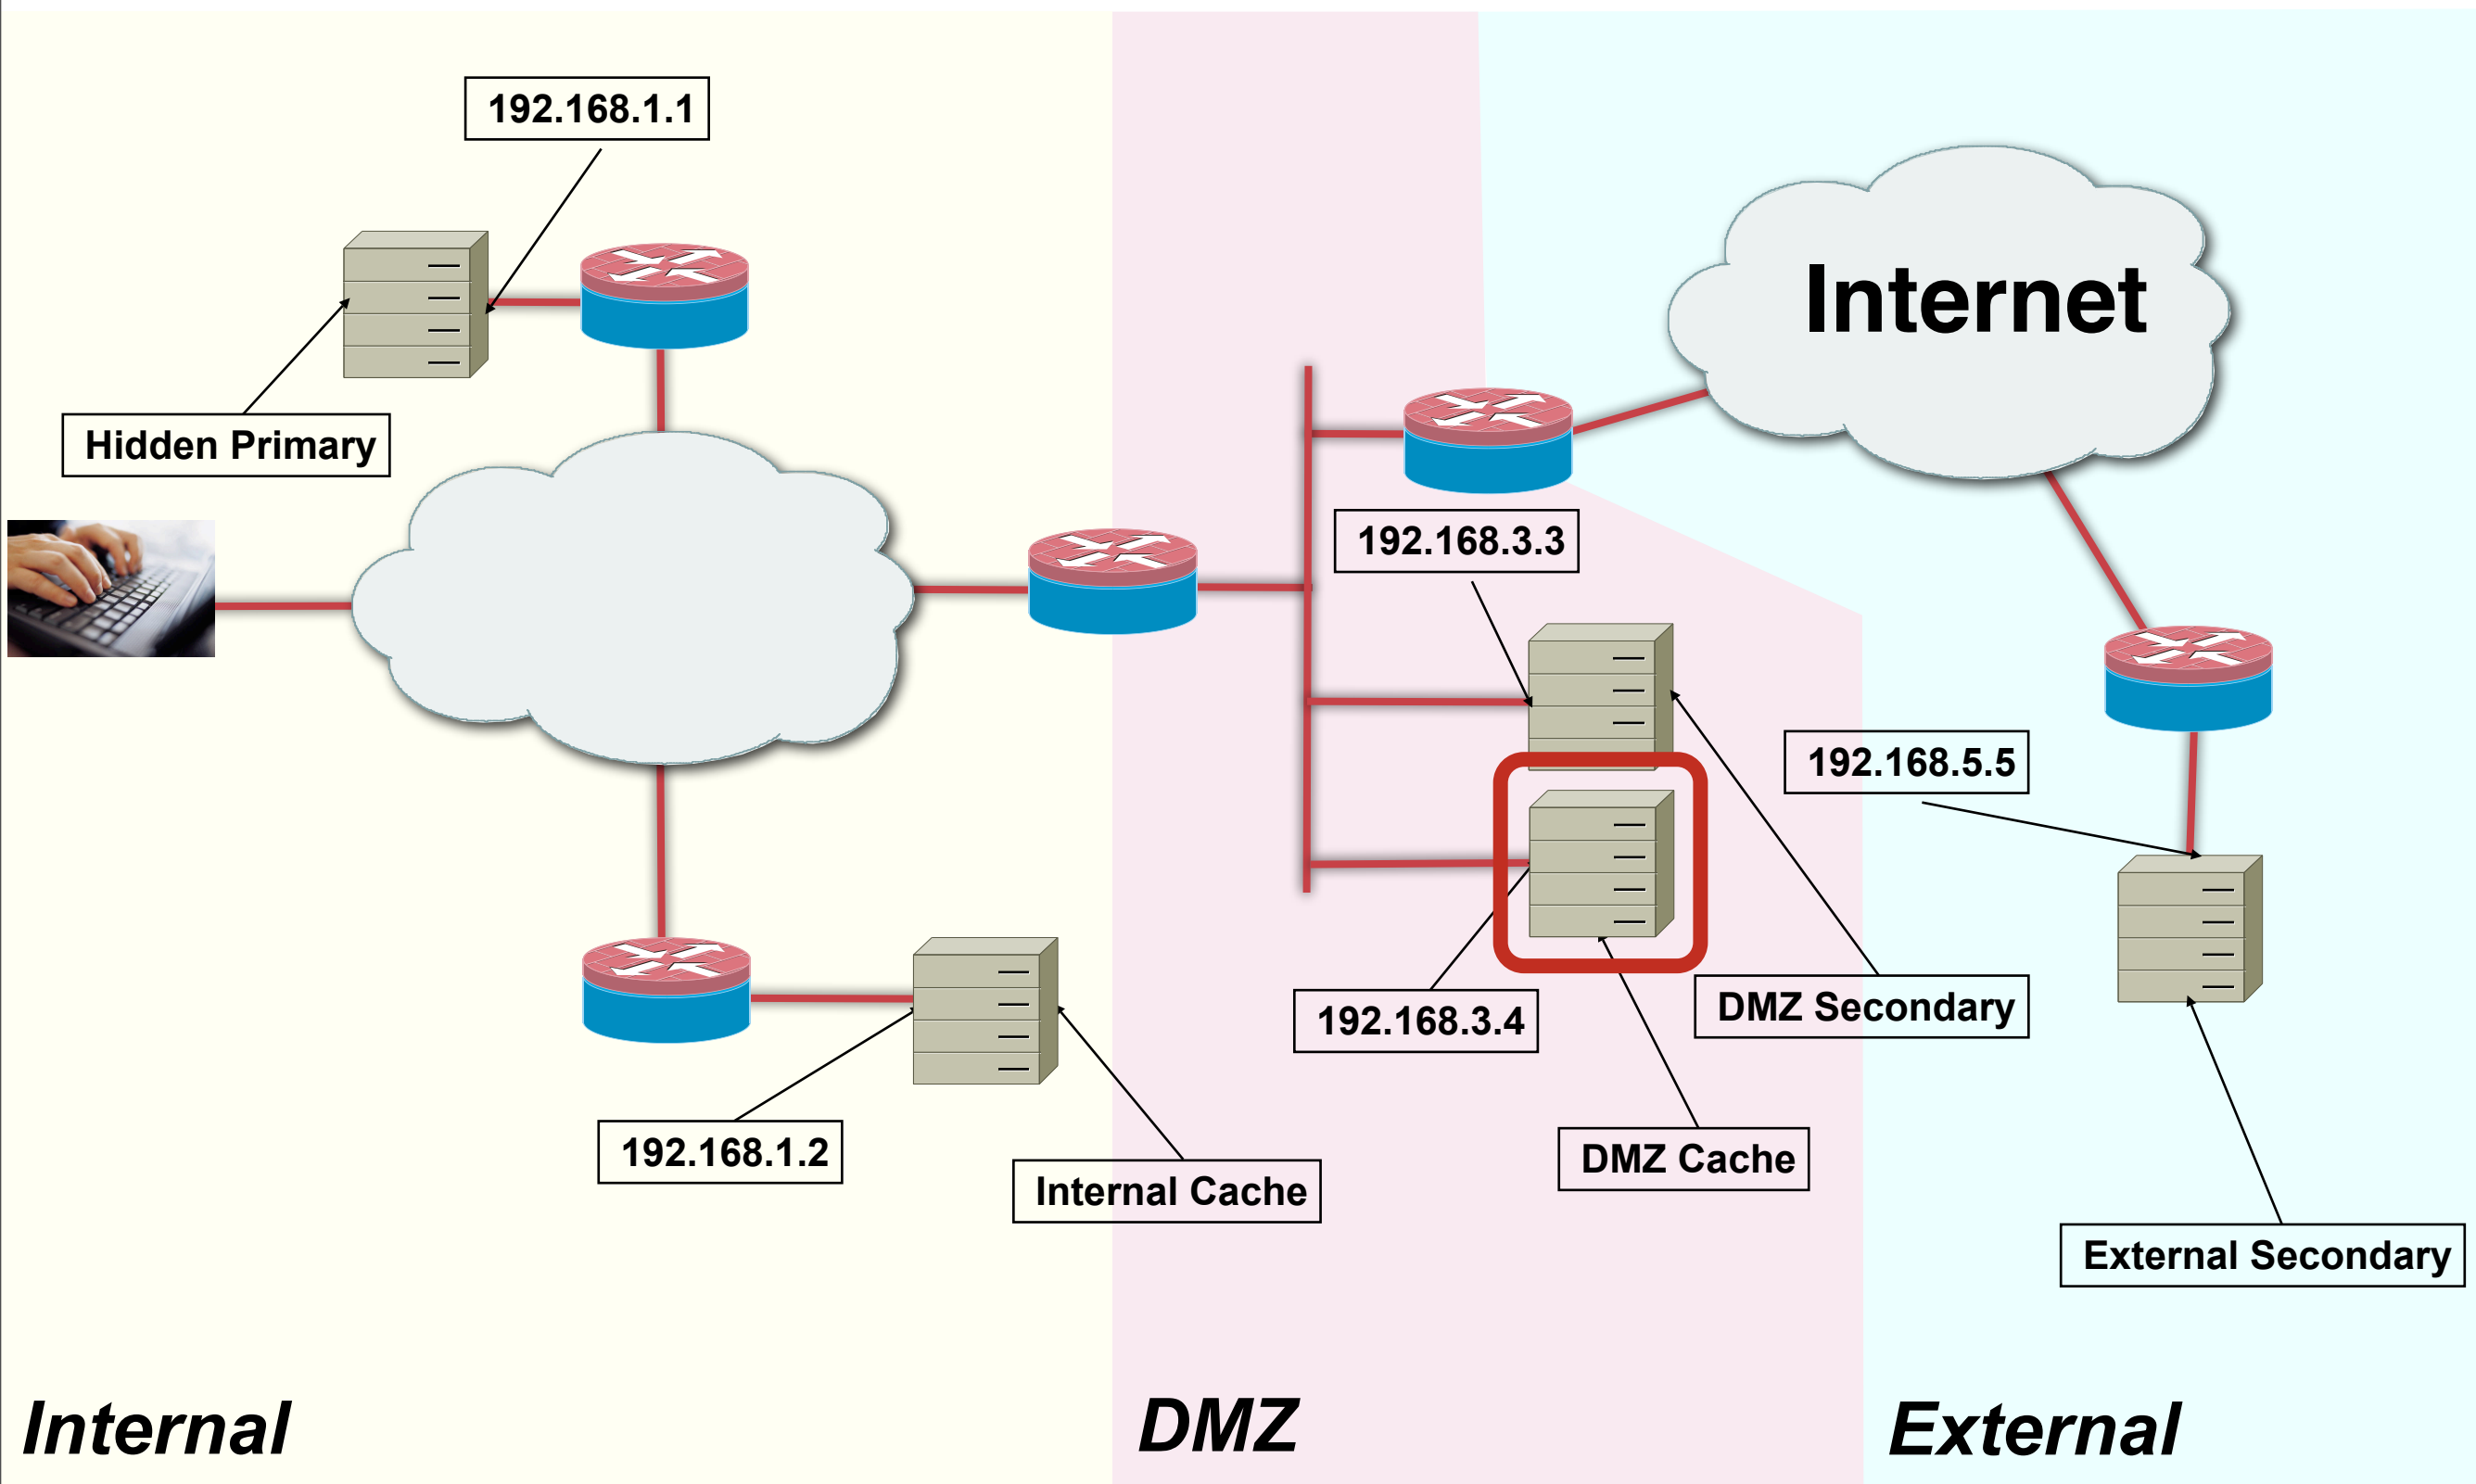 192.168.1.1
Hidden Primary
Internet
192.168.3.3
192.168.5.5
192.168.3.4
DMZ Secondary
192.168.1.2
Internal Cache
DMZ Cache
External Secondary
Internal
DMZ
External